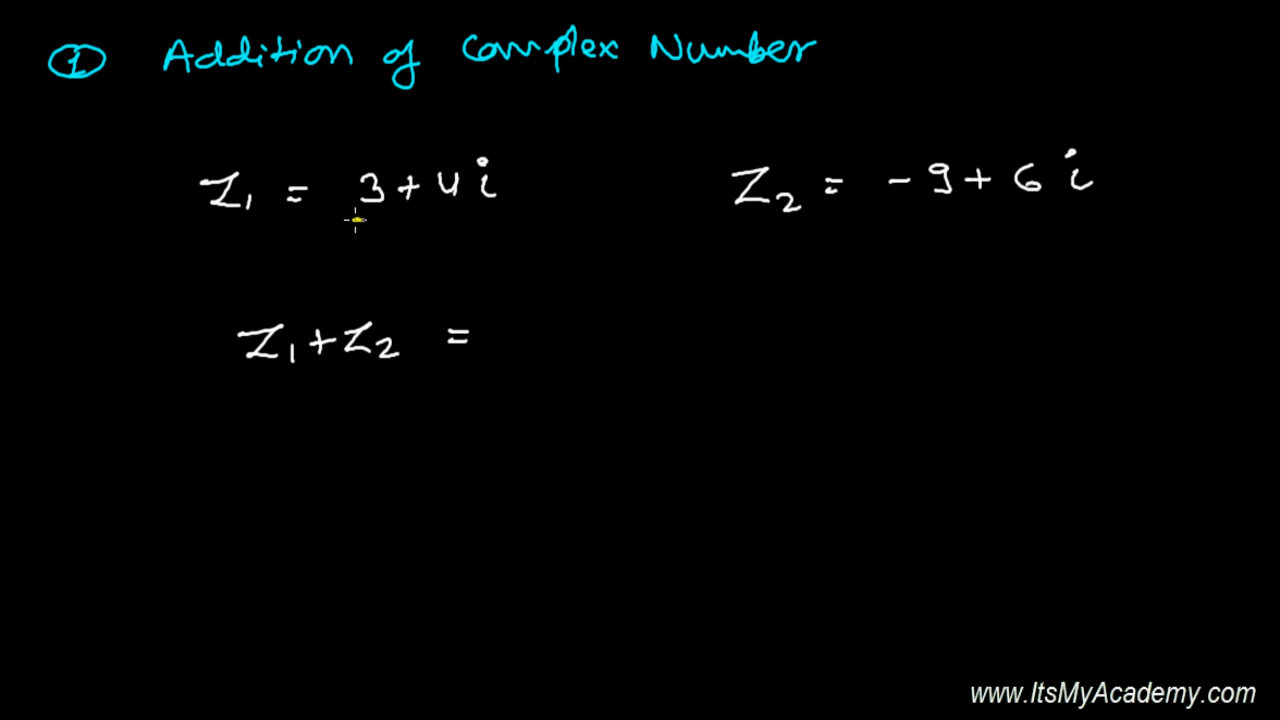 ① Addition of Complex Number
Z₁ = 3 + 4i Z₂ = -9 + 6i
Z₁ + Z₂ =
www.ItsMyAcademy.com